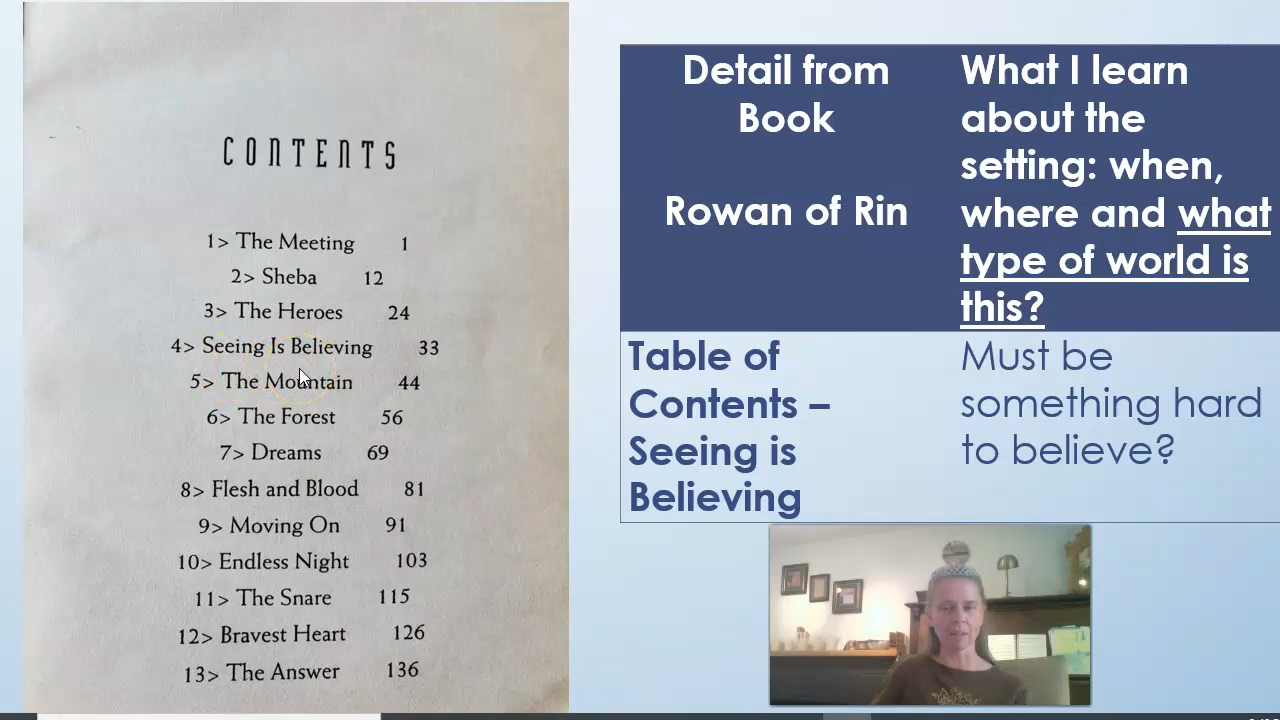 CONTENTS
1> The Meeting 1
2> Sheba 12
3> The Heroes 24
4> Seeing Is Believing 33
5> The Mountain 44
6> The Forest 56
7> Dreams 69
8> Flesh and Blood 81
9> Moving On 91
10> Endless Night 103
11> The Snare 115
12> Bravest Heart 126
13> The Answer 136
Detail from
Book
Rowan of Rin
What I learn
about the
setting: when,
where and what
type of world is
this?
Table of
Contents –
Seeing is
Believing
Must be
something hard
to believe?